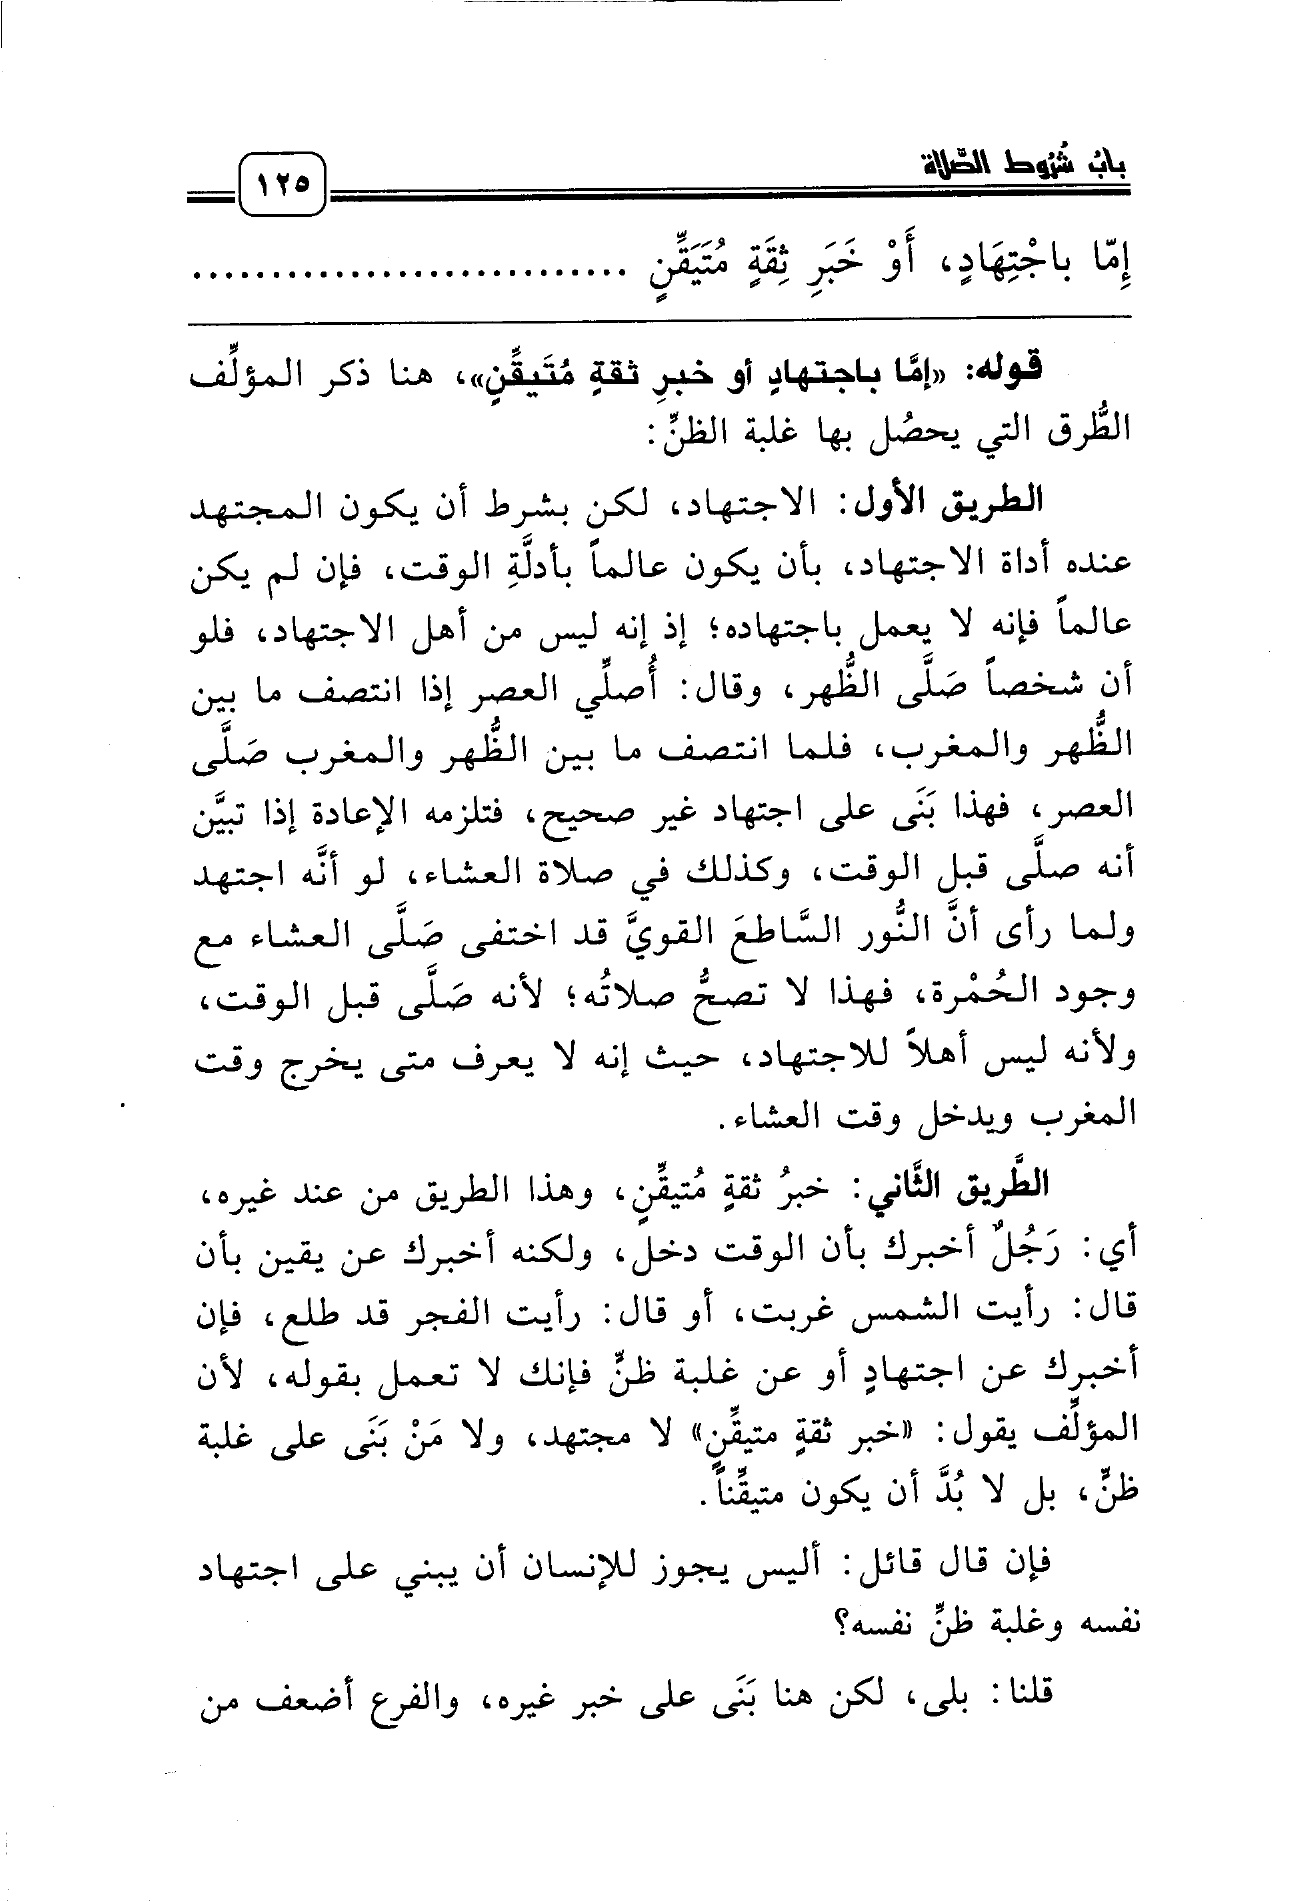 باب شُرُوط الصَّلاة
١٢٥
إِمّا باجْتِهَادٍ، أَوْ خَبَرِ ثِقَةٍ مُتَيَقِّنٍ ............................
قوله: «إمَّا باجتهادٍ أو خبرِ ثقةٍ مُتَيقِّنٍ»، هنا ذكر المؤلِّف
الطُّرق التي يحصُل بها غلبة الظنِّ:
الطريق الأول: الاجتهاد، لكن بشرط أن يكون المجتهد
عنده أداة الاجتهاد، بأن يكون عالماً بأدلَّةِ الوقت، فإن لم يكن
عالماً فإنه لا يعمل باجتهاده؛ إذ إنه ليس من أهل الاجتهاد، فلو
أن شخصاً صَلَّى الظُّهر، وقال: أُصلِّي العصر إذا انتصف ما بين
الظُّهر والمغرب، فلما انتصف ما بين الظُّهر والمغرب صَلَّى
العصر، فهذا بَنَى على اجتهاد غير صحيح، فتلزمه الإعادة إذا تبيَّن
أنه صلَّى قبل الوقت، وكذلك في صلاة العشاء، لو أنَّه اجتهد
ولما رأى أنَّ النُّور السَّاطعَ القويَّ قد اختفى صَلَّى العشاء مع
وجود الحُمْرة، فهذا لا تصحُّ صلاتُه؛ لأنه صَلَّى قبل الوقت،
ولأنه ليس أهلاً للاجتهاد، حيث إنه لا يعرف متى يخرج وقت
المغرب ويدخل وقت العشاء.
الطَّريق الثَّاني: خبرُ ثقةٍ مُتيقِّنٍ، وهذا الطريق من عند غيره،
أي: رَجُلٌ أخبرك بأن الوقت دخل، ولكنه أخبرك عن يقين بأن
قال: رأيت الشمس غربت، أو قال: رأيت الفجر قد طلع، فإن
أخبرك عن اجتهادٍ أو عن غلبة ظنٍّ فإنك لا تعمل بقوله، لأن
المؤلِّف يقول: «خبر ثقةٍ متيقِّنٍ» لا مجتهد، ولا مَنْ بَنَى على غلبة
ظنٍّ، بل لا بُدَّ أن يكون متيقِّناً.
فإن قال قائل: أليس يجوز للإنسان أن يبني على اجتهاد
نفسه وغلبة ظنِّ نفسه؟
قلنا: بلى، لكن هنا بَنَى على خبر غيره، والفرع أضعف من